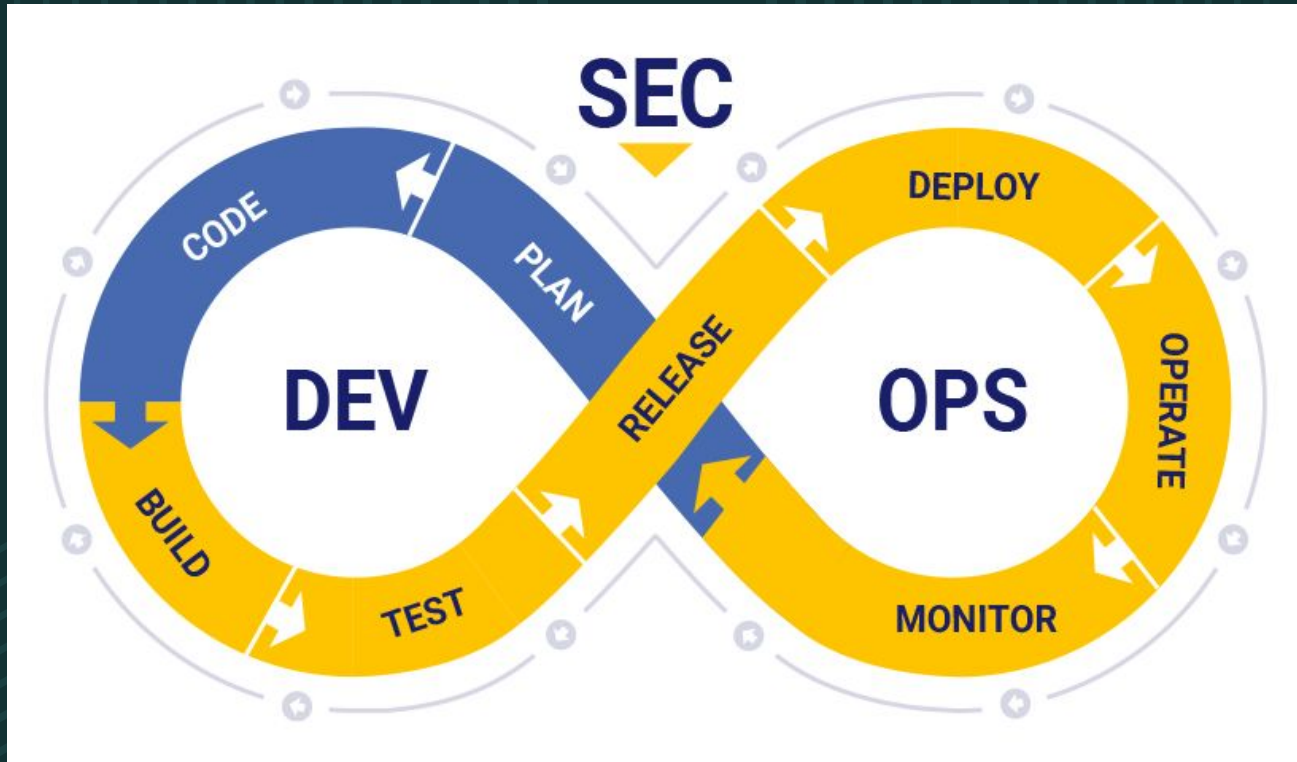 SEC
DEV
OPS
PLAN
CODE
BUILD
TEST
RELEASE
DEPLOY
OPERATE
MONITOR